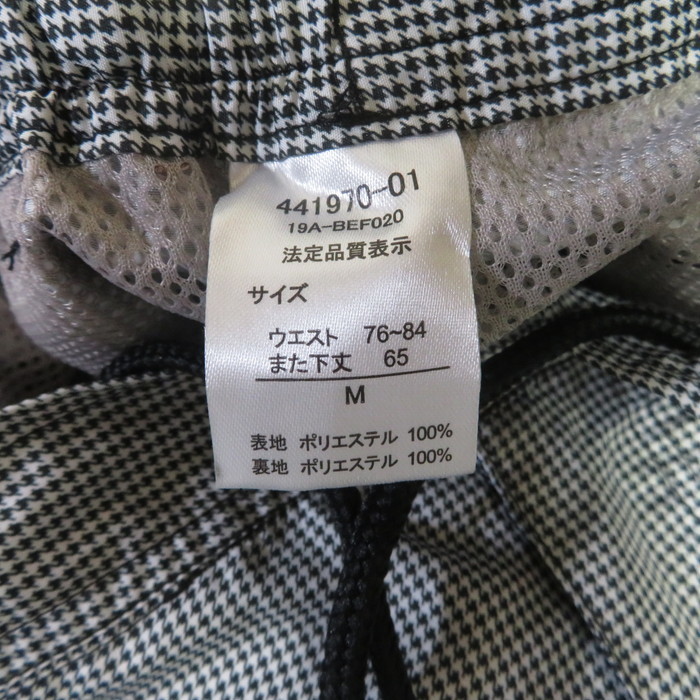 441970-01
19A-BEF020
法定品質表示
サイズ
ウエスト 76~84
また下丈 65
M
表地 ポリエステル 100%
裏地 ポリエステル 100%